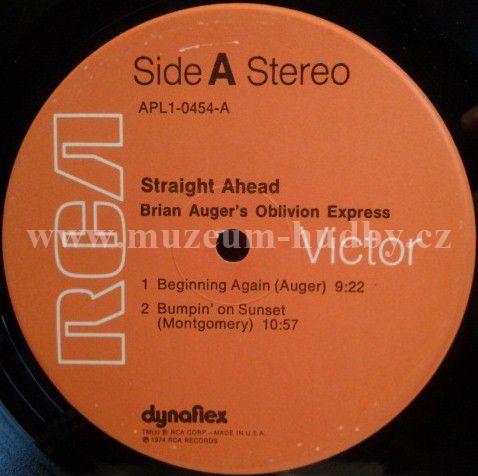 Side A Stereo
APL1-0454-A
RCA
Straight Ahead
Brian Auger's Oblivion Express
www.muzeum-hudby.cz
Victor
1 Beginning Again (Auger) 9:22
2 Bumpin' on Sunset
(Montgomery) 10:57
dynaflex
TM(s) ® RCA CORP.—MADE IN U.S.A.
℗ 1974 RCA RECORDS